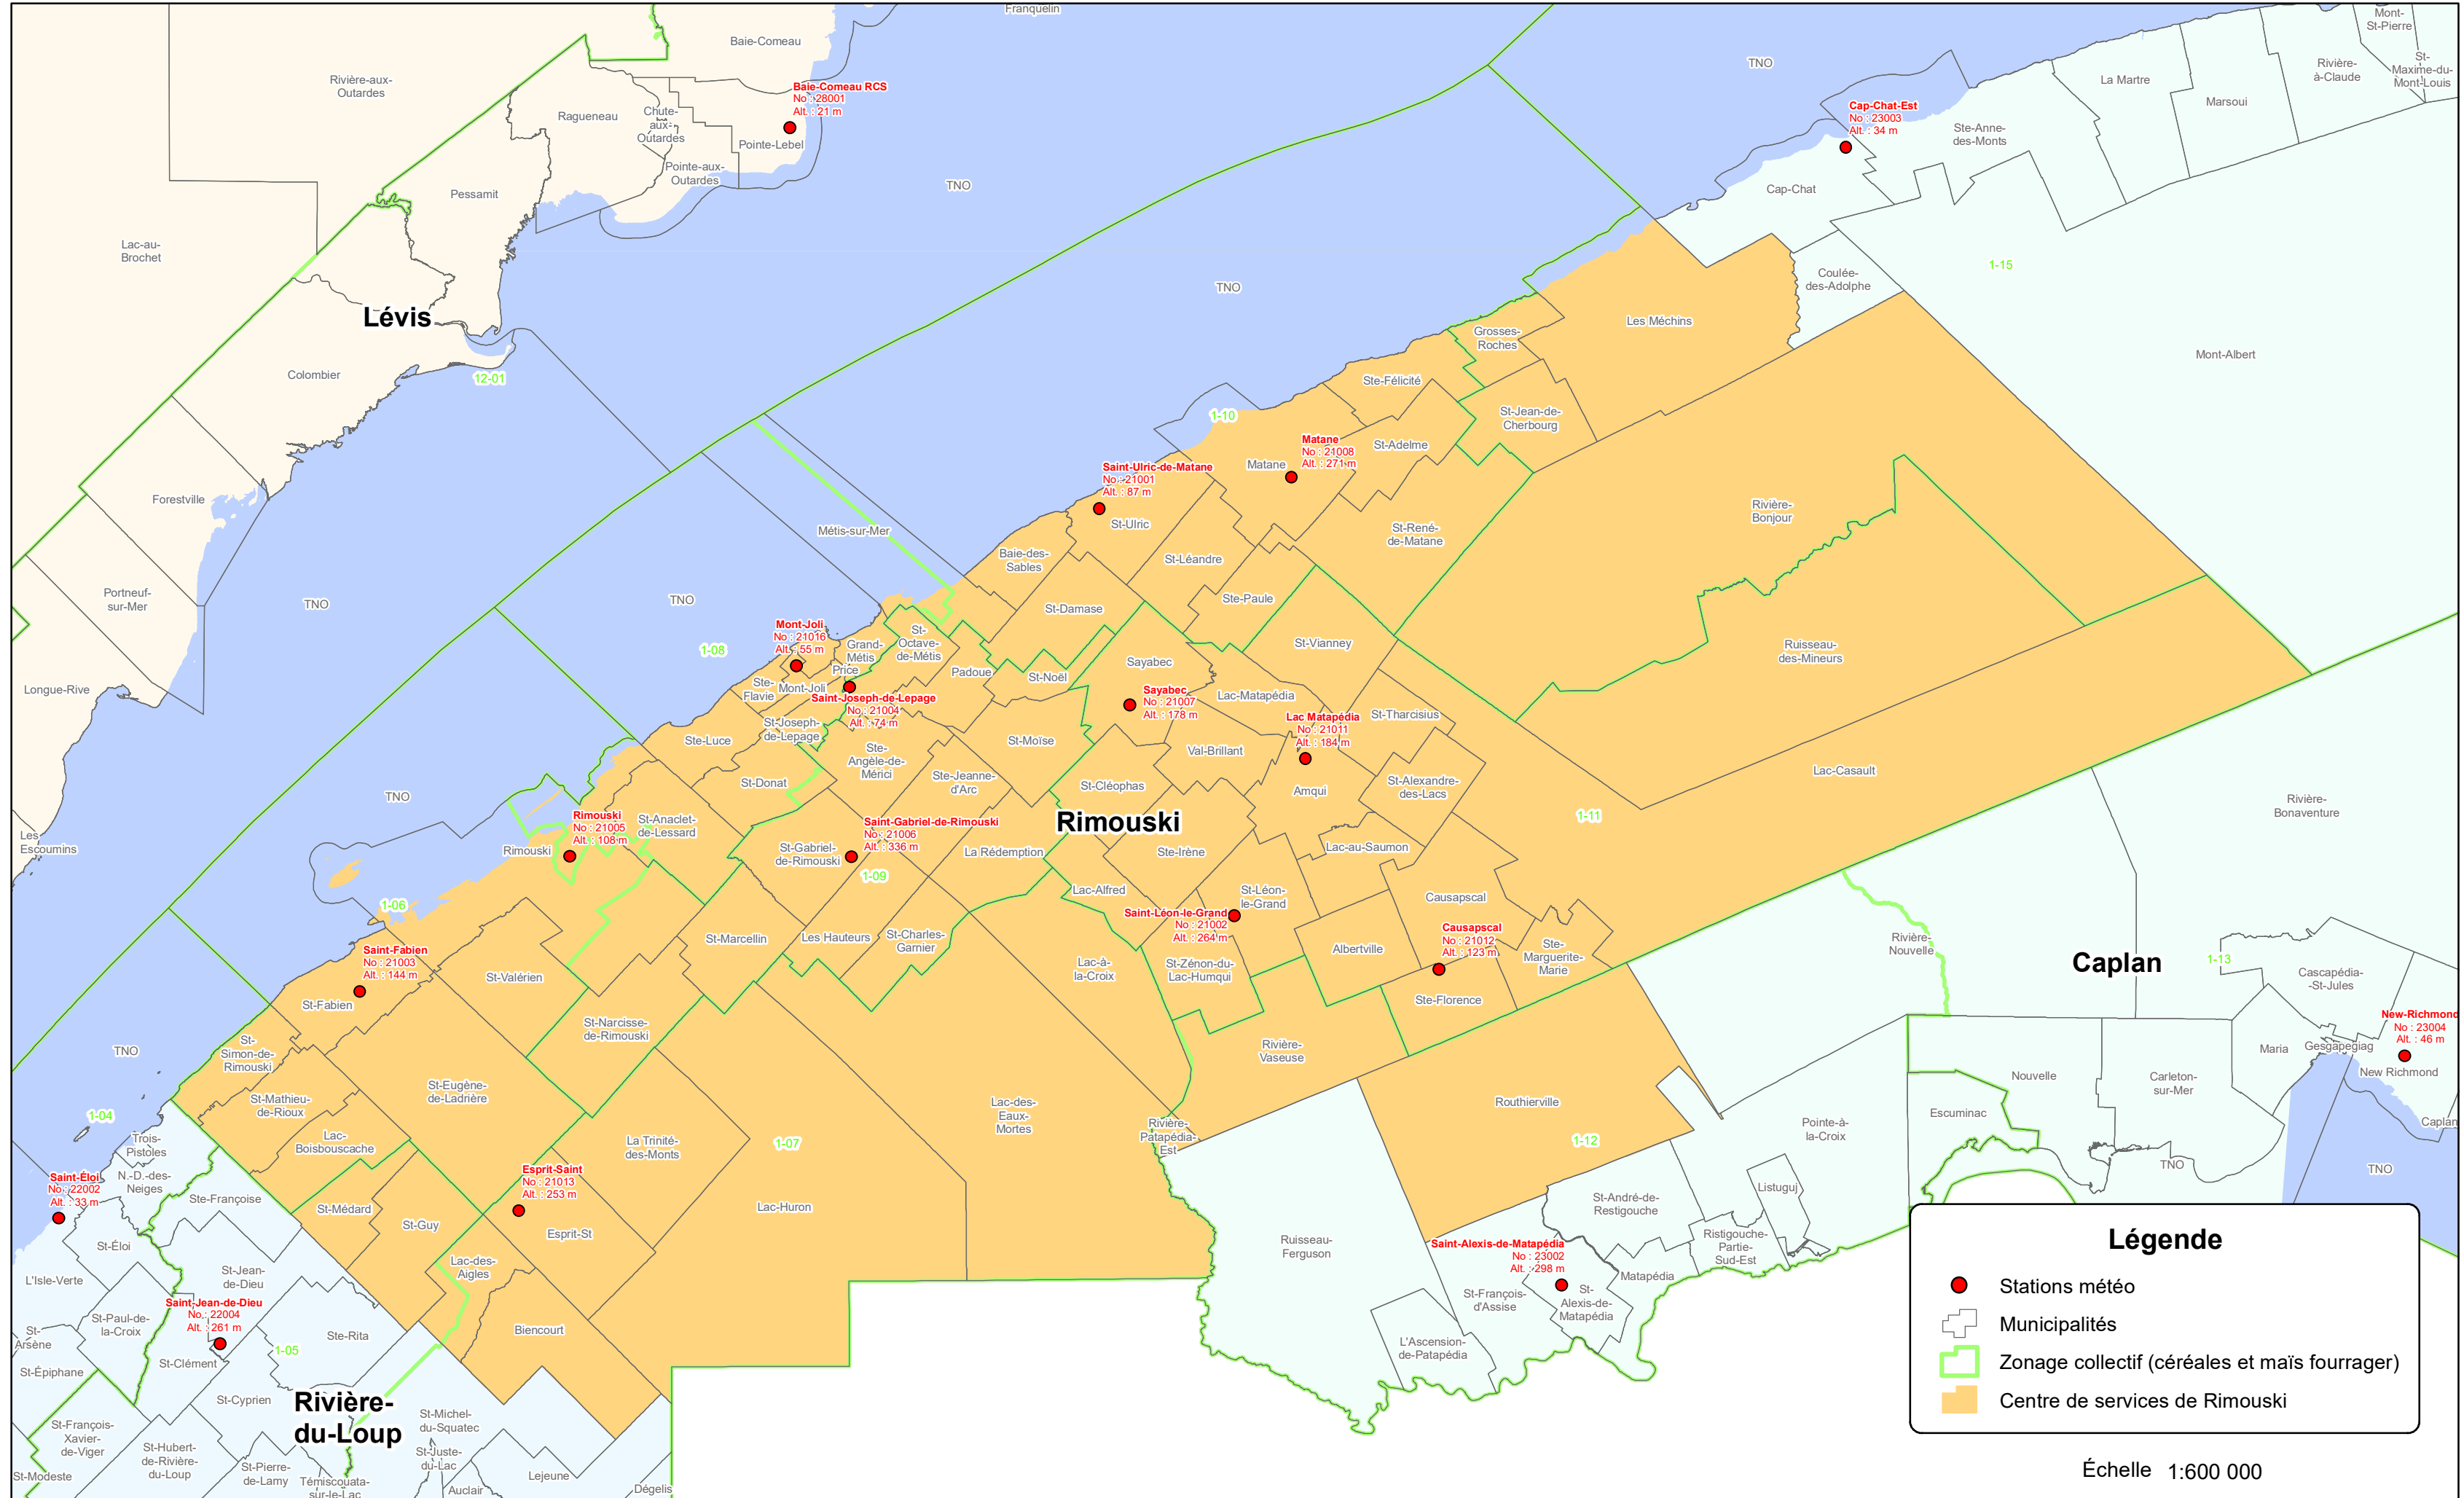 Franquelin
Baie-Comeau
Rivière-aux-
Outardes
Baie-Comeau RCS
No : 28001
Alt. : 21 m
Ragueneau
Chute-
aux-
Outardes
Pointe-Lebel
Pointe-aux-
Outardes
Pessamit
TNO
Lac-au-
Brochet
Lévis
Colombier
12-01
Forestville
Portneuf-
sur-Mer
TNO
Longue-Rive
Les
Escoumins
TNO
Mont-
St-Pierre
St-
Maxime-du-
Mont-Louis
Rivière-
à-Claude
La Martre
Marsoui
Cap-Chat-Est
No : 23003
Alt. : 34 m
Ste-Anne-
des-Monts
Cap-Chat
1-15
Coulée-
des-Adolphe
Mont-Albert
TNO
Les Méchins
Grosses-
Roches
Ste-Félicité
St-Jean-de-
Cherbourg
1-10
Matane
No : 21008
Alt. : 271 m
Matane
St-Adelme
Saint-Ulric-de-Matane
No : 21001
Alt. : 87 m
St-Ulric
St-René-
de-Matane
Rivière-
Bonjour
Métis-sur-Mer
Baie-des-
Sables
St-Léandre
Ste-Paule
St-Damase
TNO
1-08
Mont-Joli
No : 21016
Alt. : 55 m
Grand-
Métis
St-
Octave-
de-Métis
Price
Ste-
Flavie
Mont-Joli
Saint-Joseph-de-Lepage
No : 21004
Alt. : 74 m
St-Joseph-
de-Lepage
Padoue
St-Noël
Sayabec
Sayabec
No : 21007
Alt. : 178 m
St-Vianney
Lac-Matapédia
Lac Matapédia
No : 21011
Alt. : 184 m
St-Tharcisius
Ruisseau-
des-Mineurs
Ste-Luce
St-Donat
Ste-
Angèle-de-
Mérici
Ste-Jeanne-
d'Arc
St-Moïse
Val-Brillant
St-Cléophas
Amqui
St-Alexandre-
des-Lacs
Lac-Casault
1-11
TNO
Rimouski
No : 21005
Alt. : 108 m
Rimouski
St-Anaclet-
de-Lessard
Saint-Gabriel-de-Rimouski
No : 21006
Alt. : 336 m
St-Gabriel-
de-Rimouski
1-09
La Rédemption
Rimouski
Ste-Irène
Lac-au-Saumon
Lac-Alfred
St-Léon-
le-Grand
Saint-Léon-le-Grand
No : 21002
Alt. : 264 m
Causapscal
Causapscal
No : 21012
Alt. : 123 m
Albertville
Ste-
Marguerite-
Marie
Ste-Florence
St-Zénon-du-
Lac-Humqui
Lac-à-
la-Croix
1-06
Saint-Fabien
No : 21003
Alt. : 144 m
St-Fabien
St-Valérien
St-Marcellin
Les Hauteurs
St-Charles-
Garnier
St-Narcisse-
de-Rimouski
Rivière-
Vaseuse
TNO
St-
Simon-de-
Rimouski
St-Mathieu-
de-Rioux
St-Eugène-
de-Ladrière
Lac-
Boisbouscache
Lac-des-
Eaux-
Mortes
Rivière-
Patapédia-
Est
Routhierville
1-12
1-04
Trois-
Pistoles
N.-D.-des-
Neiges
Saint-Éloi
No : 22002
Alt. : 33 m
St-Éloi
Ste-Françoise
St-Médard
St-Guy
Esprit-Saint
No : 21013
Alt. : 253 m
Esprit-St
La Trinité-
des-Monts
1-07
Lac-Huron
Lac-des-
Aigles
Biencourt
L'Isle-Verte
St-Jean-
de-Dieu
Saint-Jean-de-Dieu
No : 22004
Alt. : 261 m
St-Paul-de-
la-Croix
St-
Arsène
St-Épiphane
St-Clément
1-05
Ste-Rita
St-Cyprien
Rivière-
du-Loup
St-François-
Xavier-
de-Viger
St-Modeste
St-Hubert-
de-Rivière-
du-Loup
St-Pierre-
de-Lamy
Témiscouata-
sur-le-Lac
St-Michel-
du-Squatec
St-Juste-
du-Lac
Auclair
Lejeune
Dégelis
Rivière-
Bonaventure
Rivière-
Nouvelle
Caplan
1-13
Cascapédia-
-St-Jules
New-Richmond
No : 23004
Alt. : 46 m
Maria
Gesgapegiag
New Richmond
Caplan
Nouvelle
Carleton-
sur-Mer
Escuminac
TNO
TNO
Pointe-à-
la-Croix
Listuguj
St-André-de-
Restigouche
Ristigouche-
Partie-
Sud-Est
Matapédia
Ruisseau-
Ferguson
Saint-Alexis-de-Matapédia
No : 23002
Alt. : 298 m
St-François-
d'Assise
St-
Alexis-de-
Matapédia
L'Ascension-
de-Patapédia
Légende
Stations météo
Municipalités
Zonage collectif (céréales et maïs fourrager)
Centre de services de Rimouski
Échelle 1:600 000